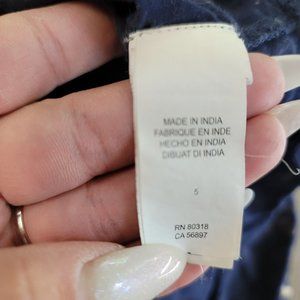 MADE IN INDIA
FABRIQUE EN INDE
HECHO EN INDIA
DIBUAT DI INDIA
5
RN 80318
CA 56897